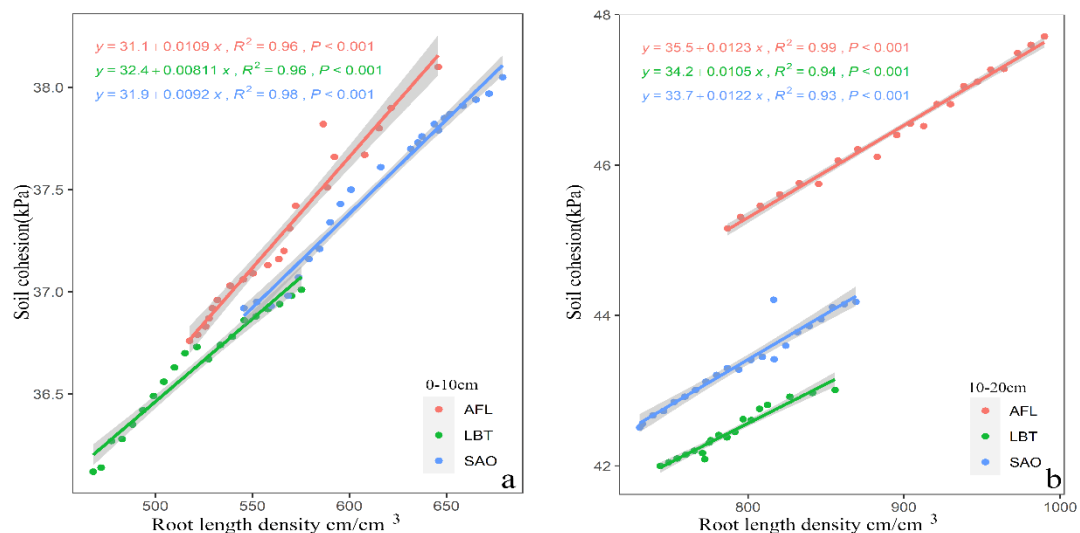 y = 31.1 + 0.0109 x , R² = 0.96 , P < 0.001
y = 32.4 + 0.00811 x , R² = 0.96 , P < 0.001
y = 31.9 + 0.0092 x , R² = 0.98 , P < 0.001
38.0
37.5
37.0
36.5
Soil cohesion(kPa)
0-10cm
AFL
LBT
SAO
a
500
550
600
650
Root length density cm/cm³
y = 35.5 + 0.0123 x , R² = 0.99 , P < 0.001
y = 34.2 + 0.0105 x , R² = 0.94 , P < 0.001
y = 33.7 + 0.0122 x , R² = 0.93 , P < 0.001
48
46
44
42
Soil cohesion(kPa)
10-20cm
AFL
LBT
SAO
b
800
900
1000
Root length density cm/cm³